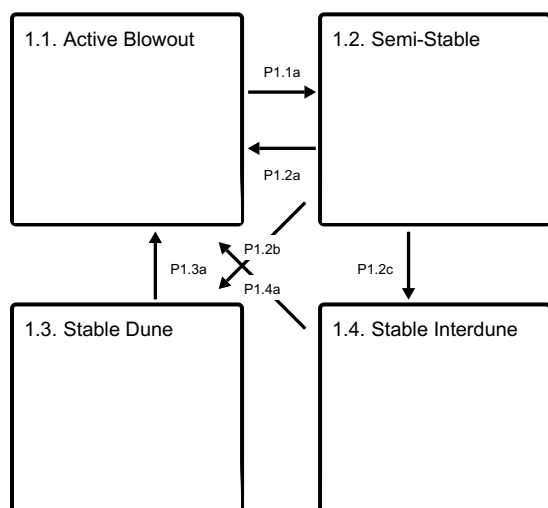 1.1. Active Blowout
1.2. Semi-Stable
P1.1a
P1.2a
P1.2b
P1.3a
P1.2c
P1.4a
1.3. Stable Dune
1.4. Stable Interdune